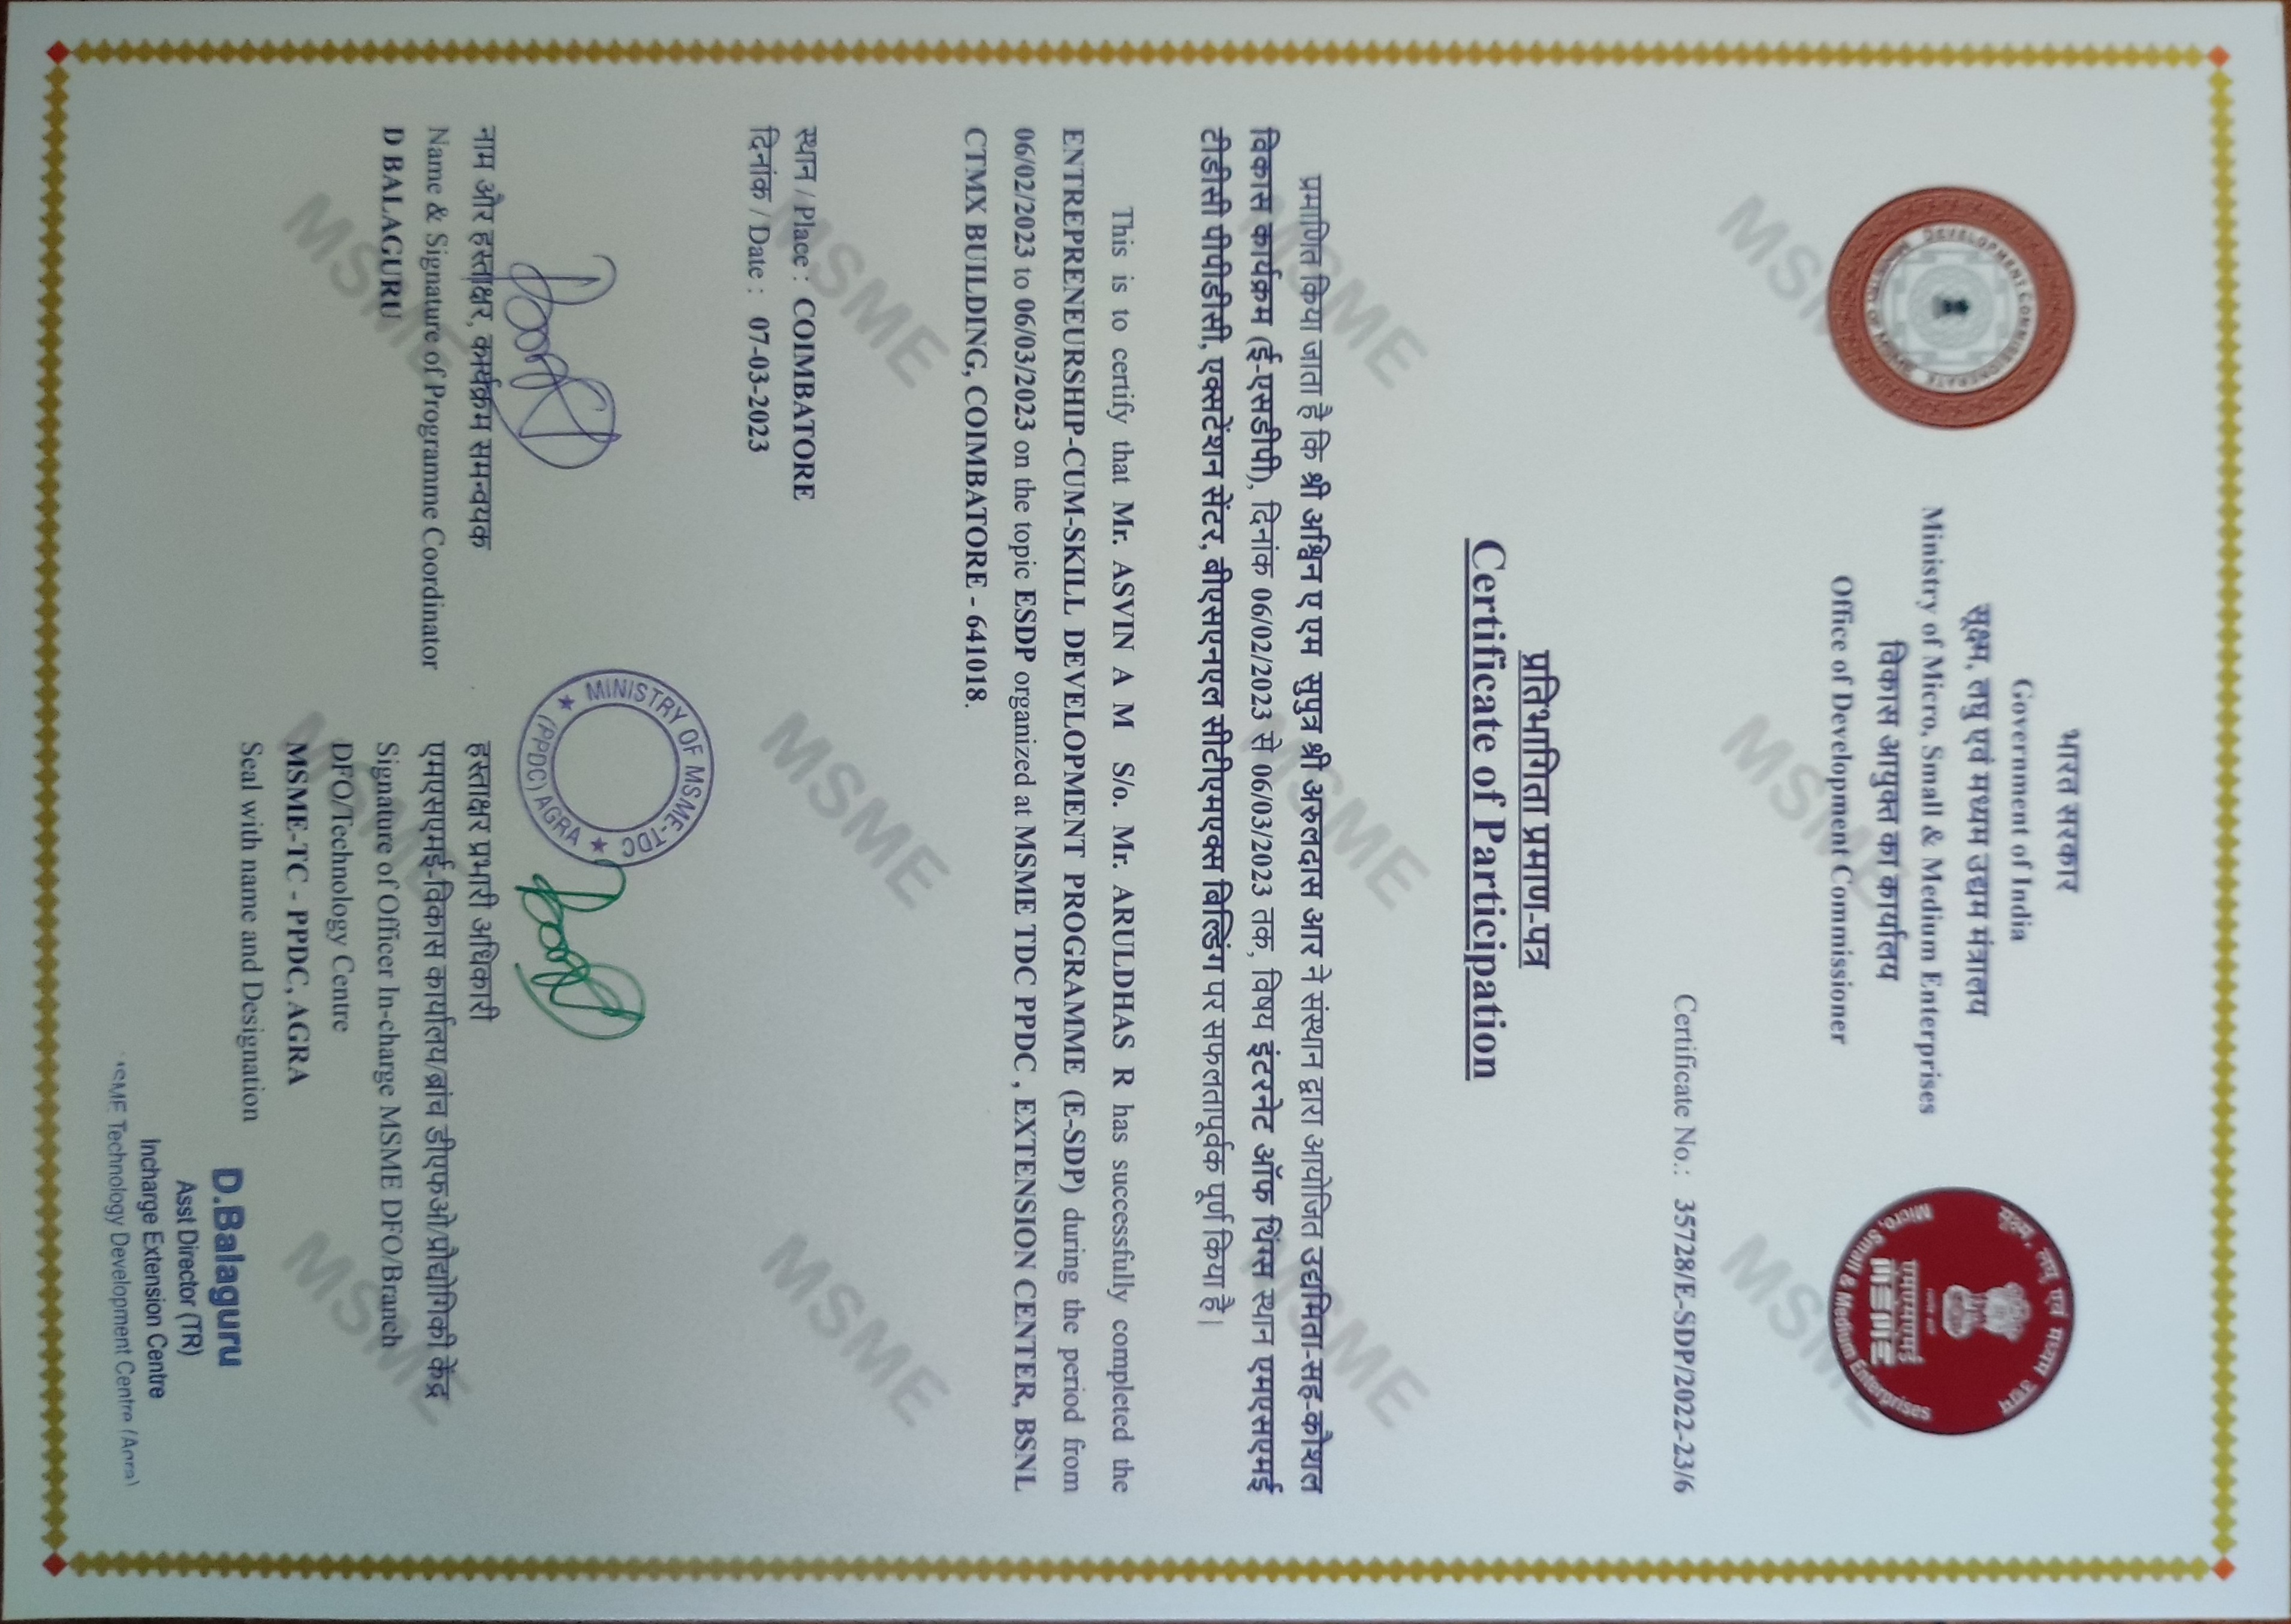 भारत सरकार
Government of India
सूक्ष्म, लघु एवं मध्यम उद्यम मंत्रालय
Ministry of Micro, Small & Medium Enterprises
विकास आयुक्त का कार्यालय
Office of Development Commissioner
DEVELOPMENT COMMISSIONERATE
MINISTRY OF MSME
सूक्ष्म, लघु एवं मध्यम उद्यम
एमएसएमई
MSME
Micro, Small & Medium Enterprises
MSME MSME MSME
Certificate No.: 35728/E-SDP/2022-23/6
प्रतिभागिता प्रमाण-पत्र
Certificate of Participation
MSME MSME MSME
प्रमाणित किया जाता है कि श्री अश्विन ए एम सुपुत्र श्री अरुलदास आर ने संस्थान द्वारा आयोजित उद्यमिता-सह-कौशल
विकास कार्यक्रम (ई-एसडीपी), दिनांक 06/02/2023 से 06/03/2023 तक, विषय इंटरनेट ऑफ थिंग्स स्थान एमएसएमई
टीडीसी पीपीडीसी, एक्सटेंशन सेंटर, बीएसएनएल सीटीएमएक्स बिल्डिंग पर सफलतापूर्वक पूर्ण किया है|
This is to certify that Mr. ASVIN A M S/o. Mr. ARULDHAS R has successfully completed the
ENTREPRENEURSHIP-CUM-SKILL DEVELOPMENT PROGRAMME (E-SDP) during the period from
06/02/2023 to 06/03/2023 on the topic ESDP organized at MSME TDC PPDC , EXTENSION CENTER, BSNL
CTMX BUILDING, COIMBATORE - 641018.
MSME MSME MSME
स्थान / Place : COIMBATORE
दिनांक / Date : 07-03-2023
MINISTRY OF MSME-TDC
★ (PPDC) AGRA ★
नाम और हस्ताक्षर, कार्यक्रम समन्वयक
Name & Signature of Programme Coordinator
D BALAGURU
हस्ताक्षर प्रभारी अधिकारी
एमएसएमई-विकास कार्यालय/ब्रांच डीएफओ/प्रौद्योगिकी केंद्र
Signature of Officer In-charge MSME DFO/Branch
DFO/Technology Centre
MSME-TC - PPDC, AGRA
Seal with name and Designation
MSME MSME MSME
D.Balaguru
Asst Director (TR)
Incharge Extension Centre
MSME Technology Development Centre (Agra)